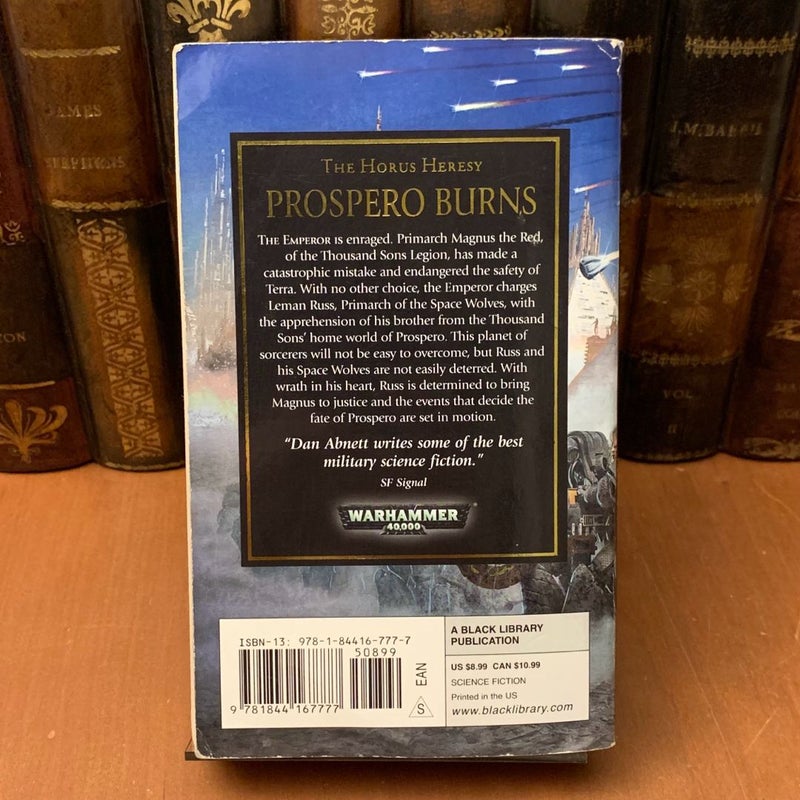 THE HORUS HERESY
PROSPERO BURNS
THE EMPEROR IS ENRAGED. Primarch Magnus the Red,
of the Thousand Sons Legion, has made a
catastrophic mistake and endangered the safety of
Terra. With no other choice, the Emperor charges
Leman Russ, Primarch of the Space Wolves, with
the apprehension of his brother from the Thousand
Sons' home world of Prospero. This planet of
sorcerers will not be easy to overcome, but Russ and
his Space Wolves are not easily deterred. With
wrath in his heart, Russ is determined to bring
Magnus to justice and the events that decide the
fate of Prospero are set in motion.
"Dan Abnett writes some of the best
military science fiction."
SF Signal
WARHAMMER
40,000
ISBN-13: 978-1-84416-777-7
50899
EAN
S
9 781844 167777
A BLACK LIBRARY
PUBLICATION
US $8.99 CAN $10.99
SCIENCE FICTION
Printed in the US
www.blacklibrary.com
JAMES
J.M. BARRIE
VOL
II